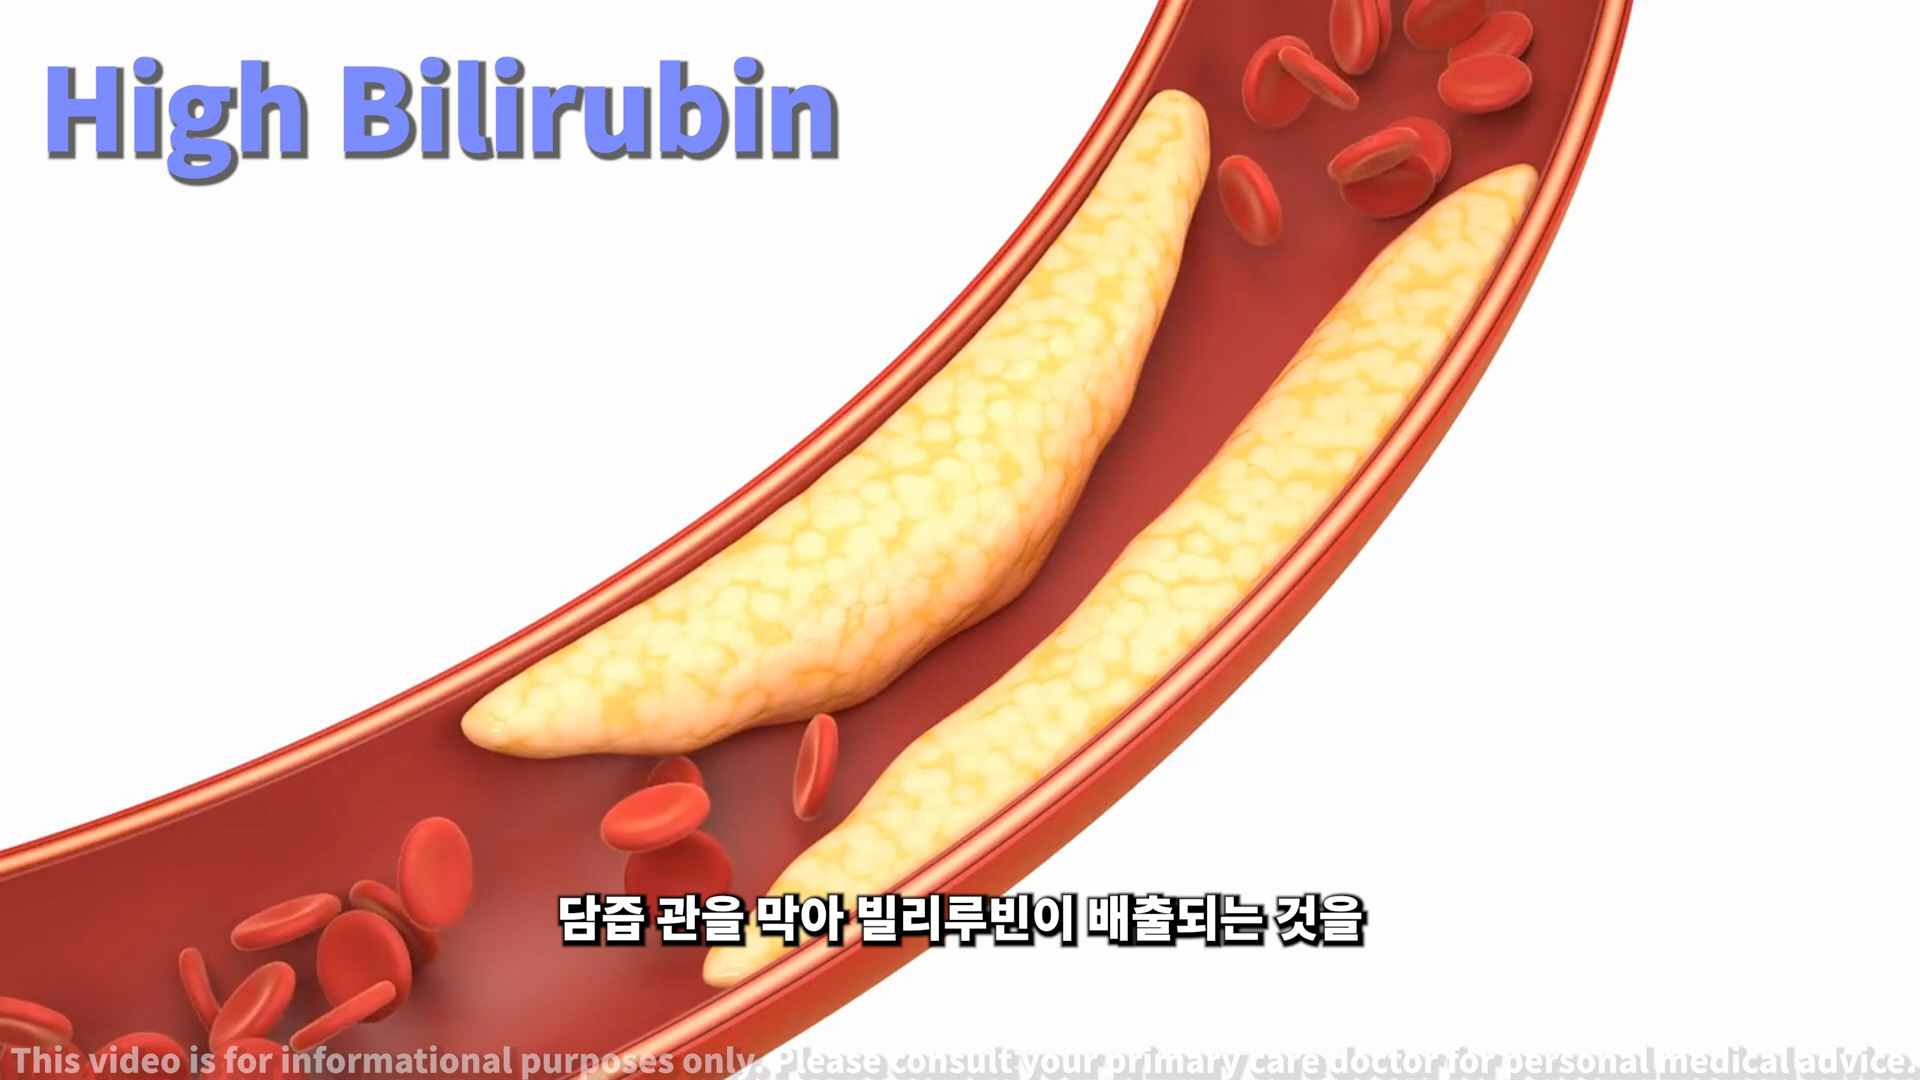 High Bilirubin
담즙 관을 막아 빌리루빈이 배출되는 것을
This video is for informational purposes only. Please consult your primary care doctor for personal medical advice.